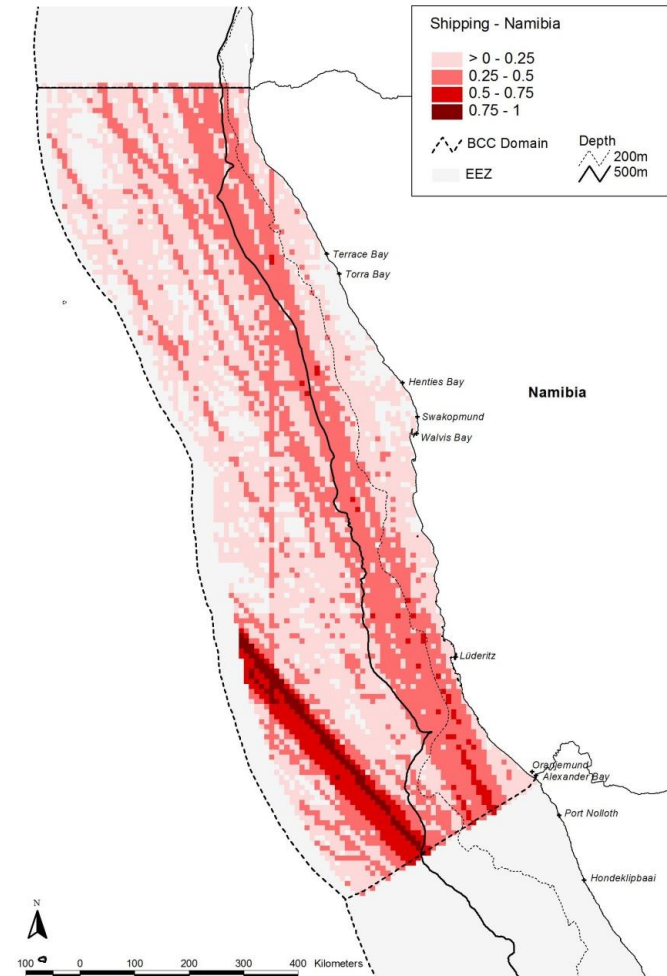 Shipping - Namibia
> 0 - 0.25
0.25 - 0.5
0.5 - 0.75
0.75 - 1
BCC Domain
EEZ
Depth
200m
500m
Terrace Bay
Torra Bay
Henties Bay
Namibia
Swakopmund
Walvis Bay
Lüderitz
Oranjemund
Alexander Bay
Port Nolloth
Hondeklipbaai
N
100 0 100 200 300 400 Kilometers